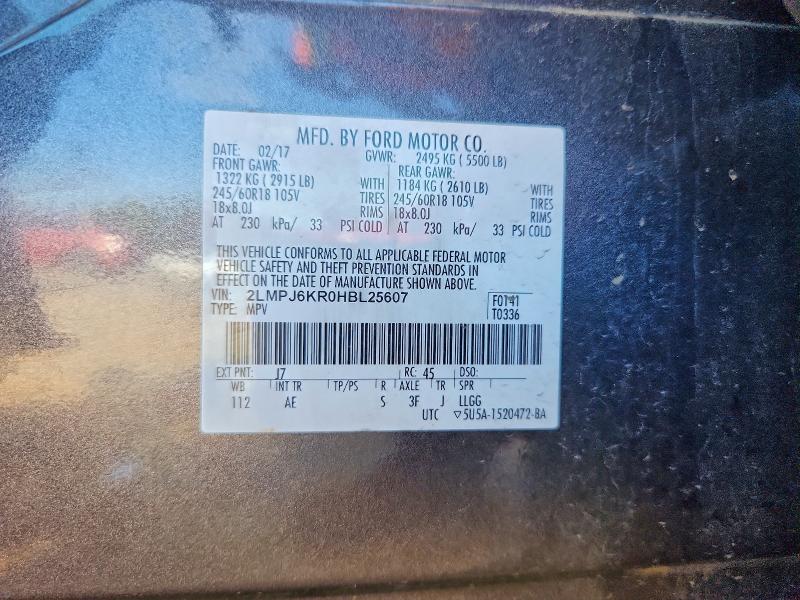 MFD. BY FORD MOTOR CO.
DATE: 02/17 GVWR: 2495 KG (5500 LB)
FRONT GAWR: REAR GAWR:
1322 KG (2915 LB) WITH 1184 KG (2610 LB) WITH
245/60R18 105V TIRES 245/60R18 105V TIRES
18x8.0J RIMS 18x8.0J RIMS
AT 230 kPa/ 33 PSI COLD AT 230 kPa/ 33 PSI COLD
THIS VEHICLE CONFORMS TO ALL APPLICABLE FEDERAL MOTOR
VEHICLE SAFETY AND THEFT PREVENTION STANDARDS IN
EFFECT ON THE DATE OF MANUFACTURE SHOWN ABOVE.
VIN: 2LMPJ6KR0HBL25607 F0141
TYPE: MPV T0336
EXT PNT: J7 RC: 45 DSO:
WB INT TR TP/PS R AXLE TR SPR
112 AE S 3F J LLGG
UTC ▽5U5A-1520472-BA